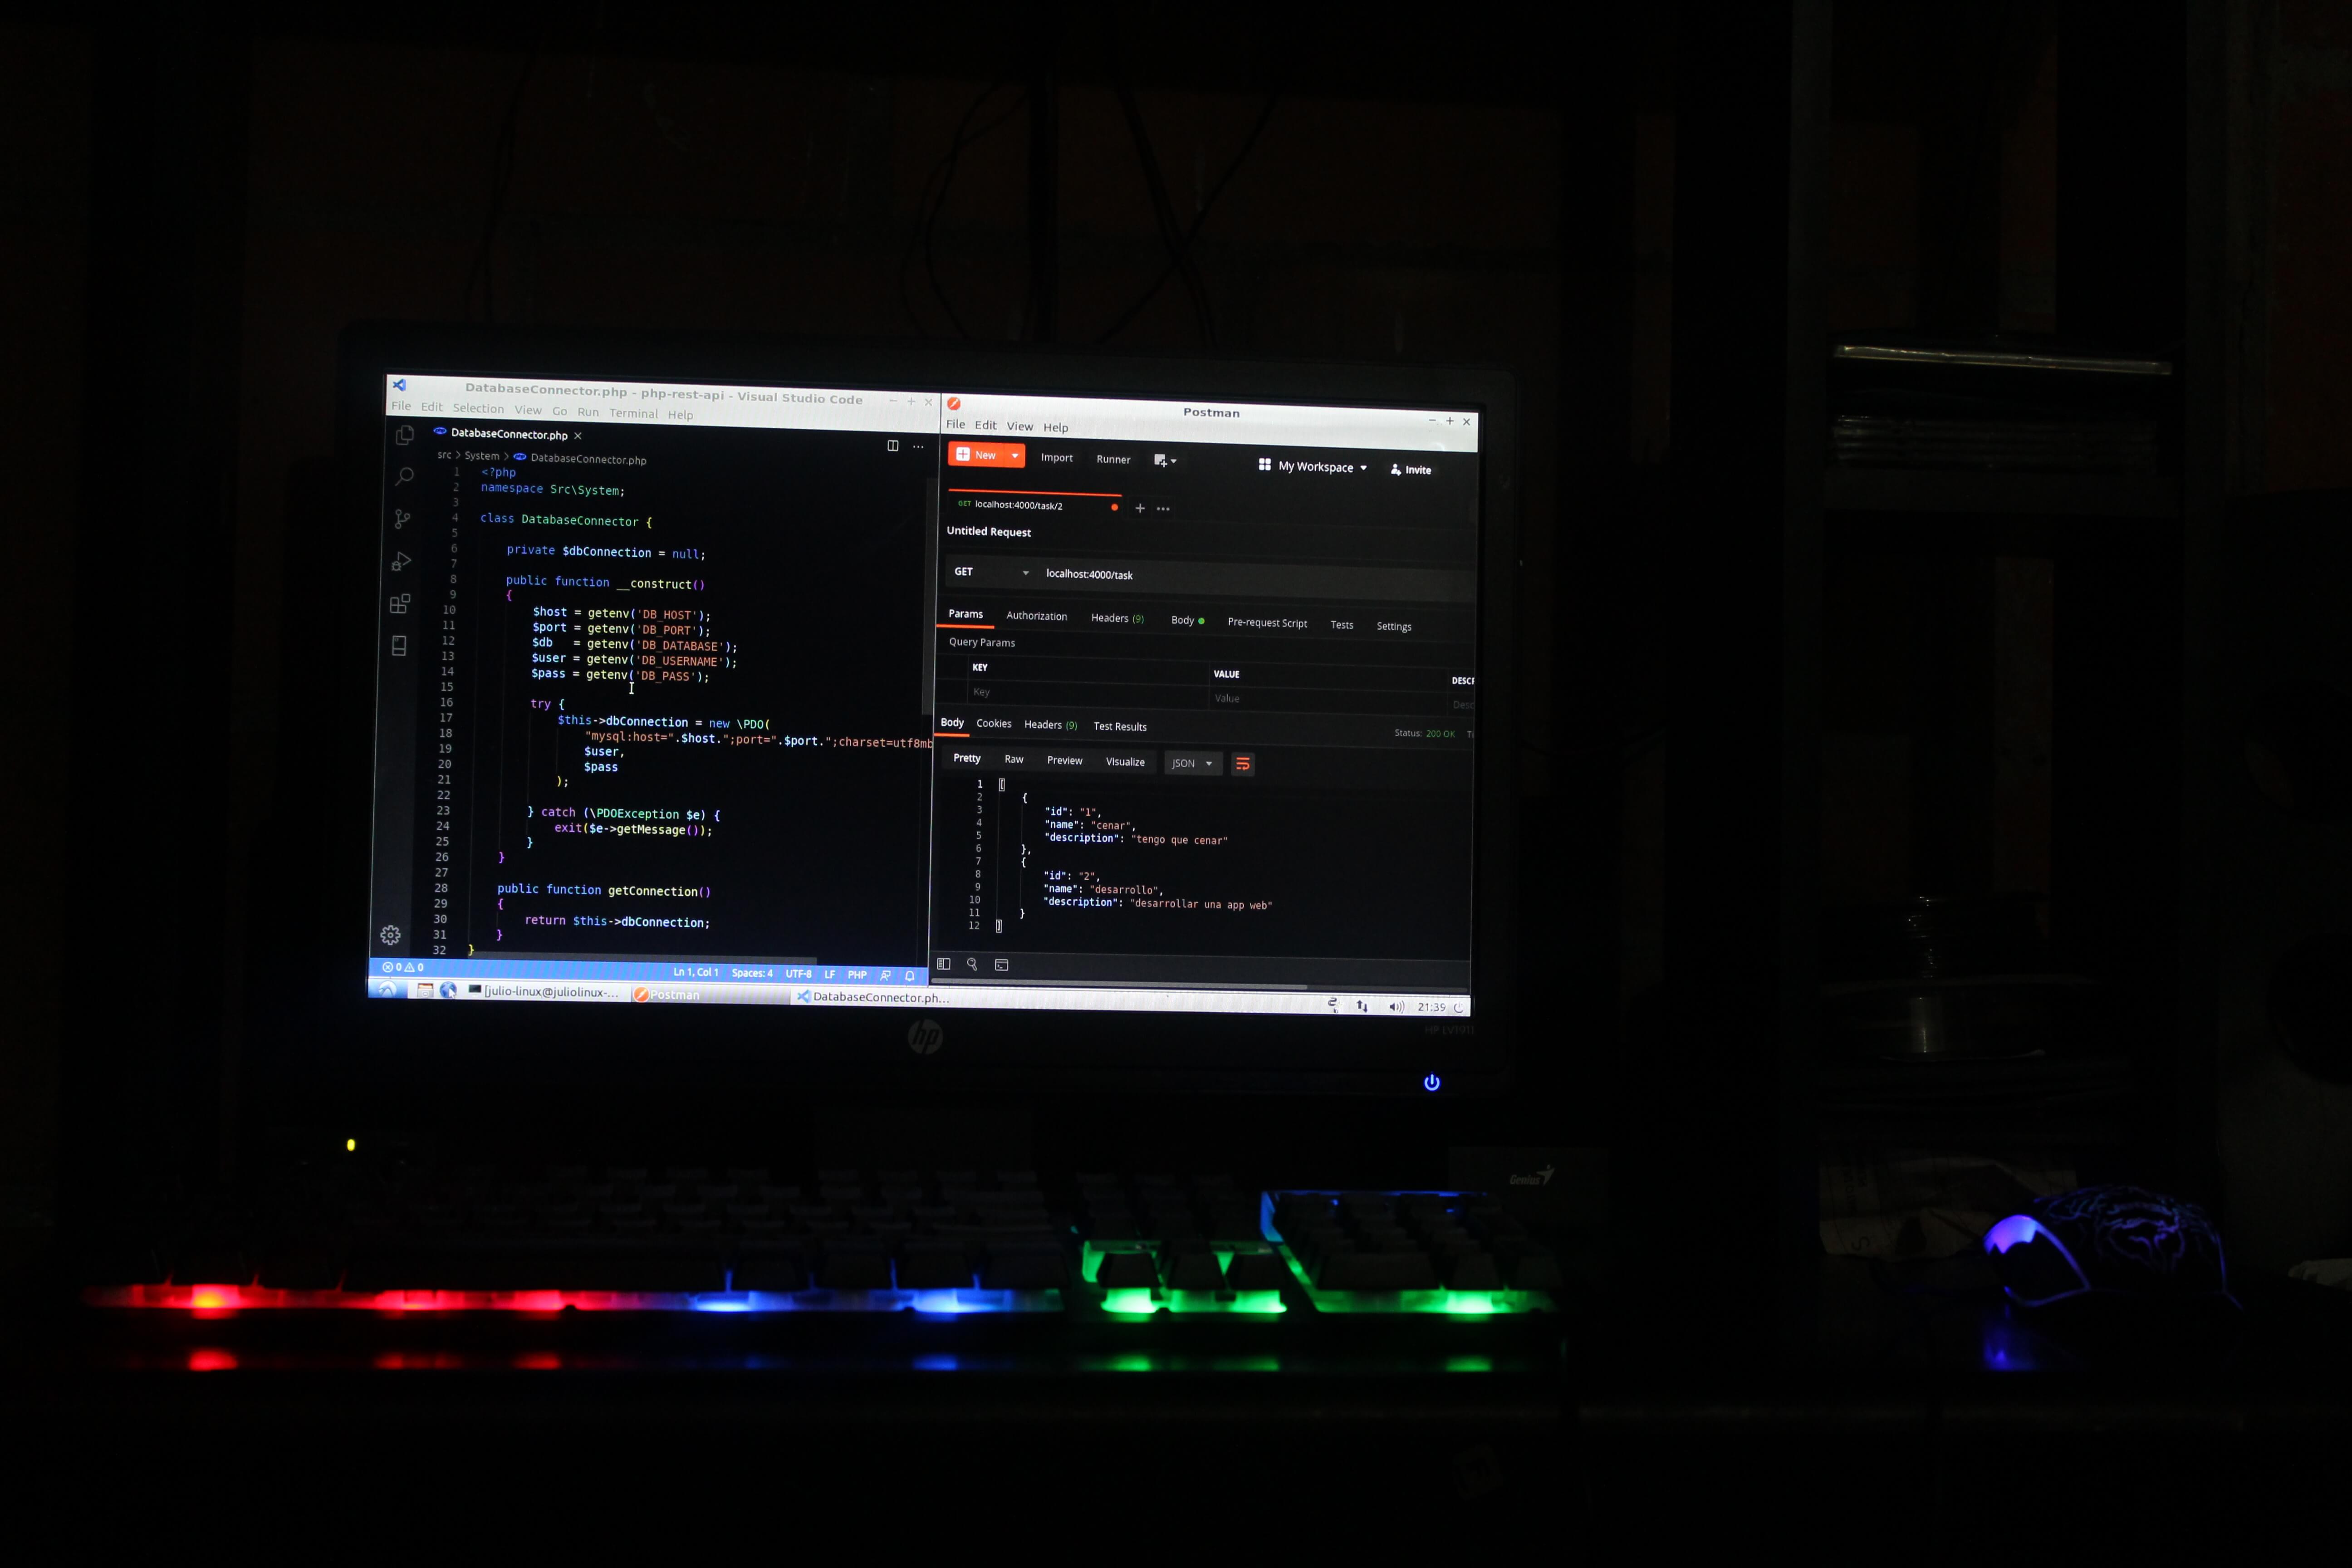 DatabaseConnector.php - php-rest-api - Visual Studio Code
File Edit Selection View Go Run Terminal Help
DatabaseConnector.php
src > System > DatabaseConnector.php
1 <?php
2 namespace Src\System;
3
4 class DatabaseConnector {
5
6 private $dbConnection = null;
7
8 public function __construct()
9 {
10 $host = getenv('DB_HOST');
11 $port = getenv('DB_PORT');
12 $db = getenv('DB_DATABASE');
13 $user = getenv('DB_USERNAME');
14 $pass = getenv('DB_PASS');
15
16 try {
17 $this->dbConnection = new \PDO(
18 "mysql:host=".$host.";port=".$port.";charset=utf8mb
19 $user,
20 $pass
21 );
22
23 } catch (\PDOException $e) {
24 exit($e->getMessage());
25 }
26 }
27
28 public function getConnection()
29 {
30 return $this->dbConnection;
31 }
32 }
0 0 Ln 1, Col 1 Spaces: 4 UTF-8 LF PHP
Postman
File Edit View Help
New Import Runner My Workspace Invite
GET localhost:4000/task/2
Untitled Request
GET localhost:4000/task
Params Authorization Headers (9) Body Pre-request Script Tests Settings
Query Params
KEY VALUE DESCR
Key Value Desc
Body Cookies Headers (9) Test Results Status: 200 OK
Pretty Raw Preview Visualize JSON
1 [
2 {
3 "id": "1",
4 "name": "cenar",
5 "description": "tengo que cenar"
6 },
7 {
8 "id": "2",
9 "name": "desarrollo",
10 "description": "desarrollar una app web"
11 }
12 ]
[julio-linux@juliolinux-... Postman DatabaseConnector.ph... 21:39
hp
Genius